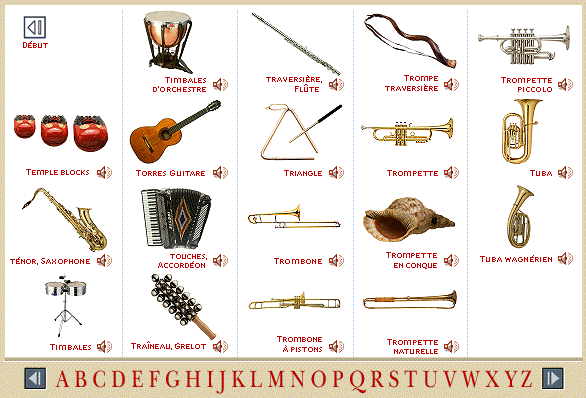 DÉBUT
TIMBALES
D'ORCHESTRE
TRAVERSIÈRE,
FLÛTE
TROMPE
TRAVERSIÈRE
TROMPETTE
PICCOLO
TEMPLE BLOCKS
TORRES GUITARE
TRIANGLE
TROMPETTE
TUBA
TÉNOR, SAXOPHONE
TOUCHES,
ACCORDÉON
TROMBONE
TROMPETTE
EN CONQUE
TUBA WAGNÉRIEN
TIMBALES
TRAÎNEAU, GRELOT
TROMBONE
À PISTONS
TROMPETTE
NATURELLE
ABCDEFGHIJKLMNOPQRSTUVWXYZ